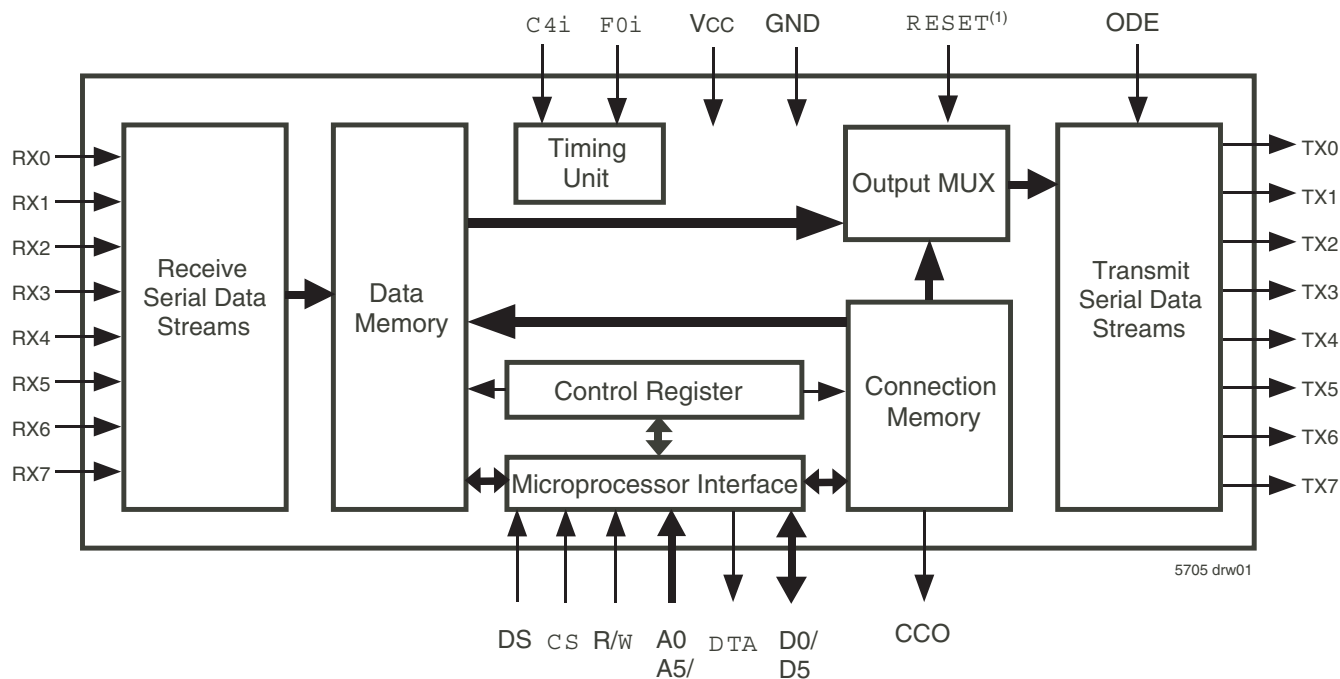 C4i F0i VCC GND RESET(1) ODE
RX0
RX1
RX2
RX3
RX4
RX5
RX6
RX7
Receive
Serial Data
Streams
Data
Memory
Timing
Unit
Output MUX
Control Register
Microprocessor Interface
Connection
Memory
Transmit
Serial Data
Streams
TX0
TX1
TX2
TX3
TX4
TX5
TX6
TX7
5705 drw01
DS CS R/W A0 DTA D0/ CCO
A5/ D5